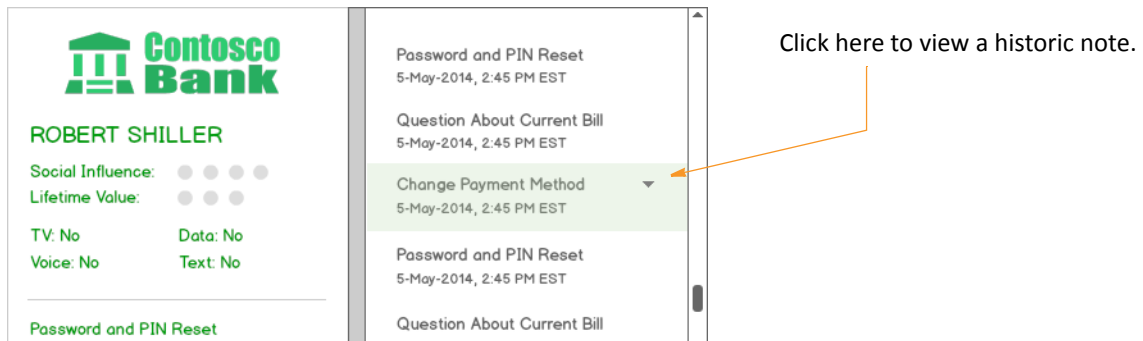 Contosco
Bank
ROBERT SHILLER
Social Influence:
Lifetime Value:
TV: No Data: No
Voice: No Text: No
Password and PIN Reset
Password and PIN Reset
5-May-2014, 2:45 PM EST
Question About Current Bill
5-May-2014, 2:45 PM EST
Change Payment Method
5-May-2014, 2:45 PM EST
Password and PIN Reset
5-May-2014, 2:45 PM EST
Question About Current Bill
Click here to view a historic note.